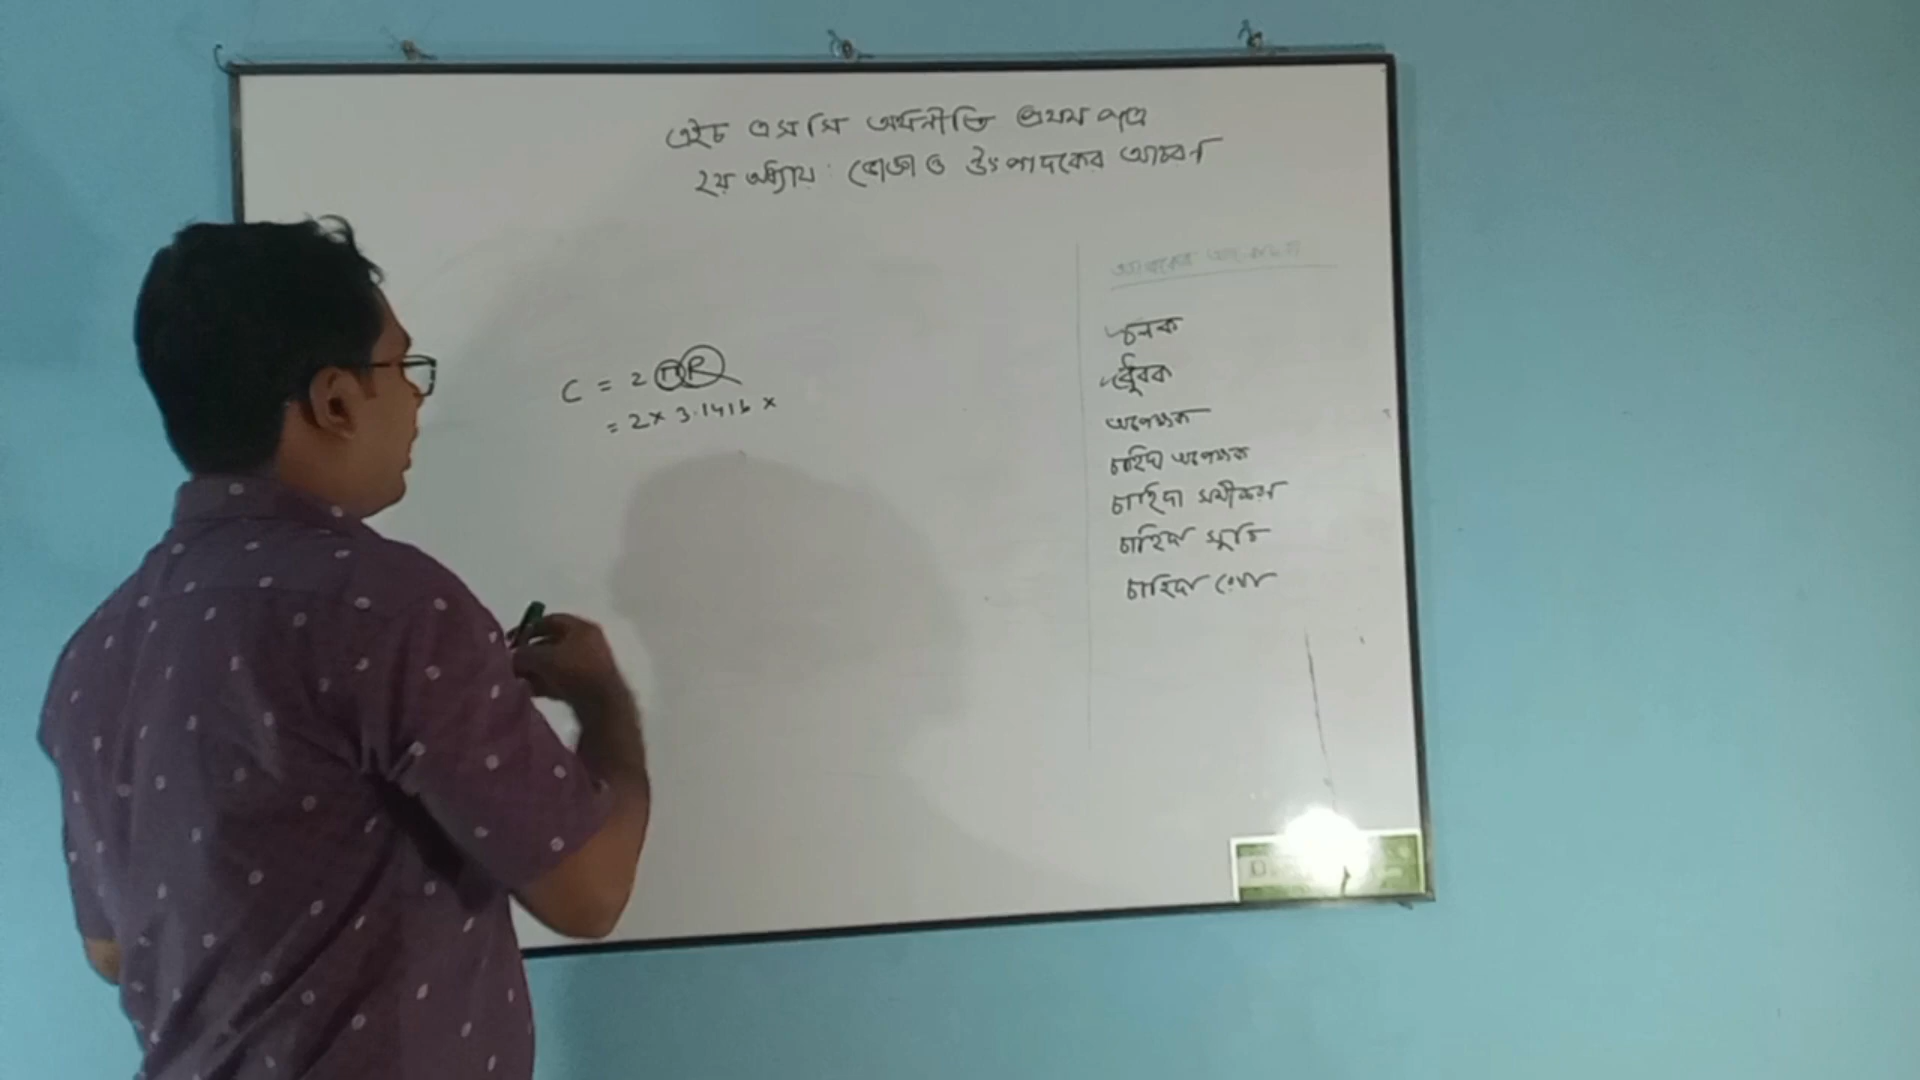 এইচ এস সি অর্থনীতি প্রথম পত্র
২য় অধ্যায় : ভোক্তা ও উৎপাদকের আচরণ
C = 2πR
= 2 × 3.1416 ×
চলক
ধ্রুবক
অপেক্ষক
চাহিদা অপেক্ষক
চাহিদা সমীকরণ
চাহিদা সূচি
চাহিদা রেখা